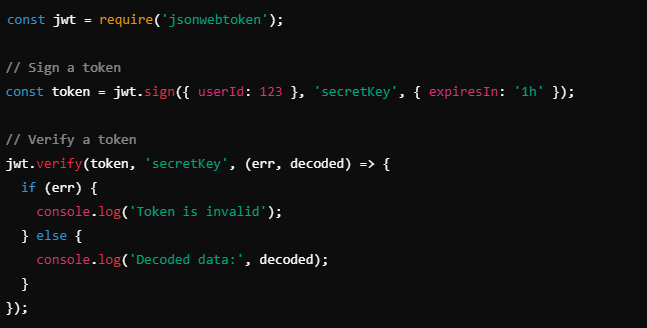 const jwt = require('jsonwebtoken');
// Sign a token
const token = jwt.sign({ userId: 123 }, 'secretKey', { expiresIn: '1h' });
// Verify a token
jwt.verify(token, 'secretKey', (err, decoded) => {
  if (err) {
    console.log('Token is invalid');
  } else {
    console.log('Decoded data:', decoded);
  }
});